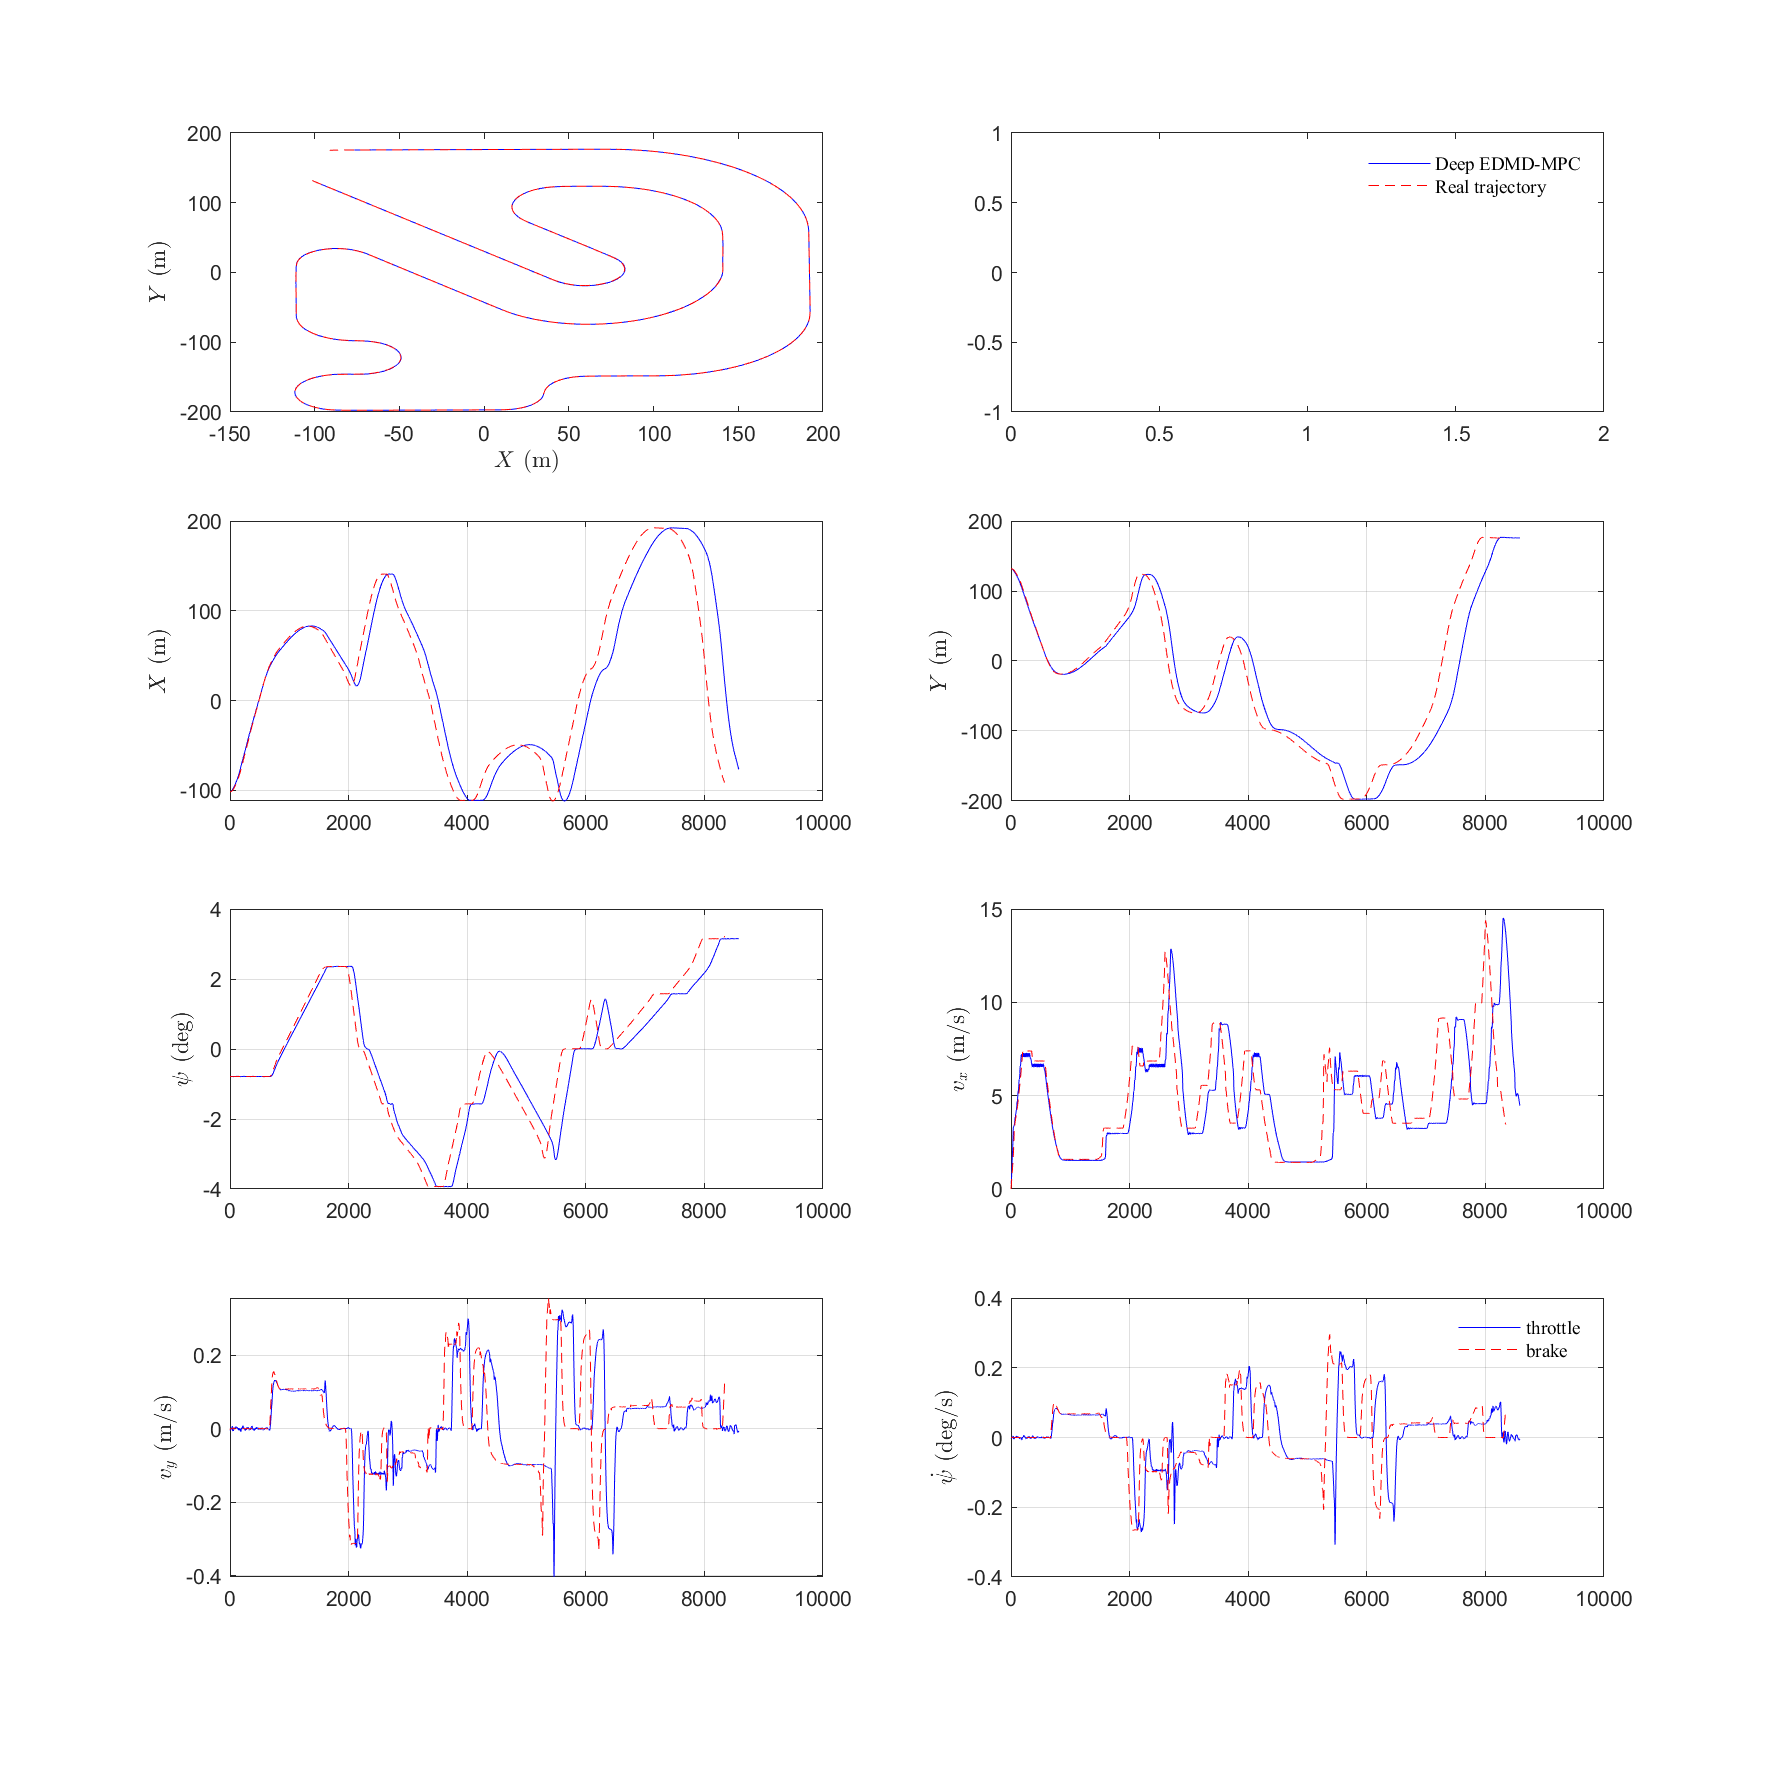 200
100
0
-100
-200
-150 -100 -50 0 50 100 150 200
Y (m)
X (m)
1
0.5
0
-0.5
-1
0 0.5 1 1.5 2
Deep EDMD-MPC
Real trajectory
200
100
0
-100
0 2000 4000 6000 8000 10000
X (m)
200
100
0
-100
-200
0 2000 4000 6000 8000 10000
Y (m)
4
2
0
-2
-4
0 2000 4000 6000 8000 10000
ψ (deg)
15
10
5
0
0 2000 4000 6000 8000 10000
v_x (m/s)
0.2
0
-0.2
-0.4
0 2000 4000 6000 8000 10000
v_y (m/s)
0.4
0.2
0
-0.2
-0.4
0 2000 4000 6000 8000 10000
ψ̇ (deg/s)
throttle
brake